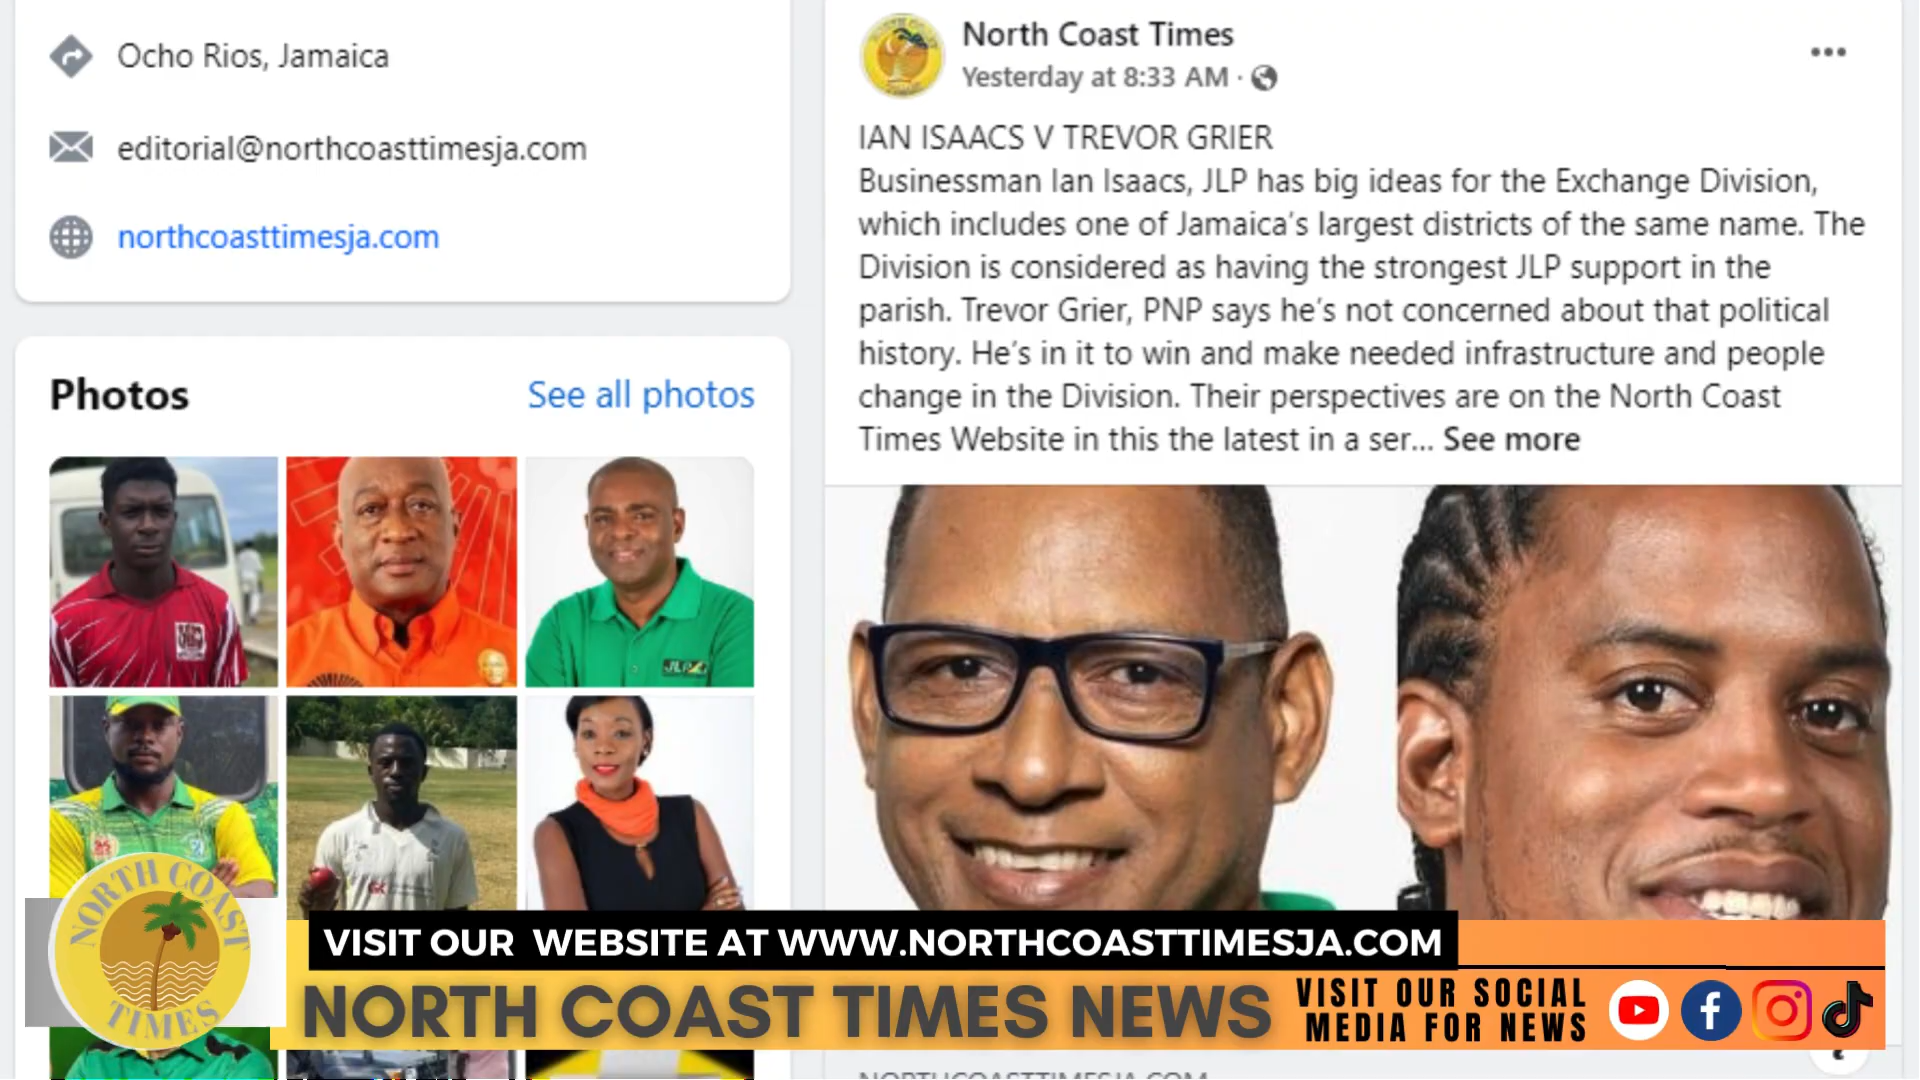 Ocho Rios, Jamaica
editorial@northcoasttimesja.com
northcoasttimesja.com
Photos
See all photos
JLP
North Coast Times
Yesterday at 8:33 AM ·
IAN ISAACS V TREVOR GRIER
Businessman Ian Isaacs, JLP has big ideas for the Exchange Division,
which includes one of Jamaica's largest districts of the same name. The
Division is considered as having the strongest JLP support in the
parish. Trevor Grier, PNP says he's not concerned about that political
history. He's in it to win and make needed infrastructure and people
change in the Division. Their perspectives are on the North Coast
Times Website in this the latest in a ser... See more
NORTH COAST
TIMES
VISIT OUR WEBSITE AT WWW.NORTHCOASTTIMESJA.COM
NORTH COAST TIMES NEWS
VISIT OUR SOCIAL
MEDIA FOR NEWS
NORTHCOASTTIMESJA.COM